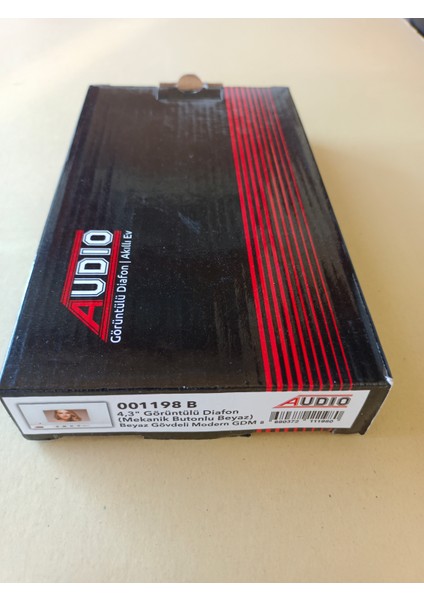 AUDIO
Görüntülü Diafon | Akıllı Ev
001198 B
4,3" Görüntülü Diafon
(Mekanik Butonlu Beyaz)
Beyaz Gövdeli Modern GDM
AUDIO